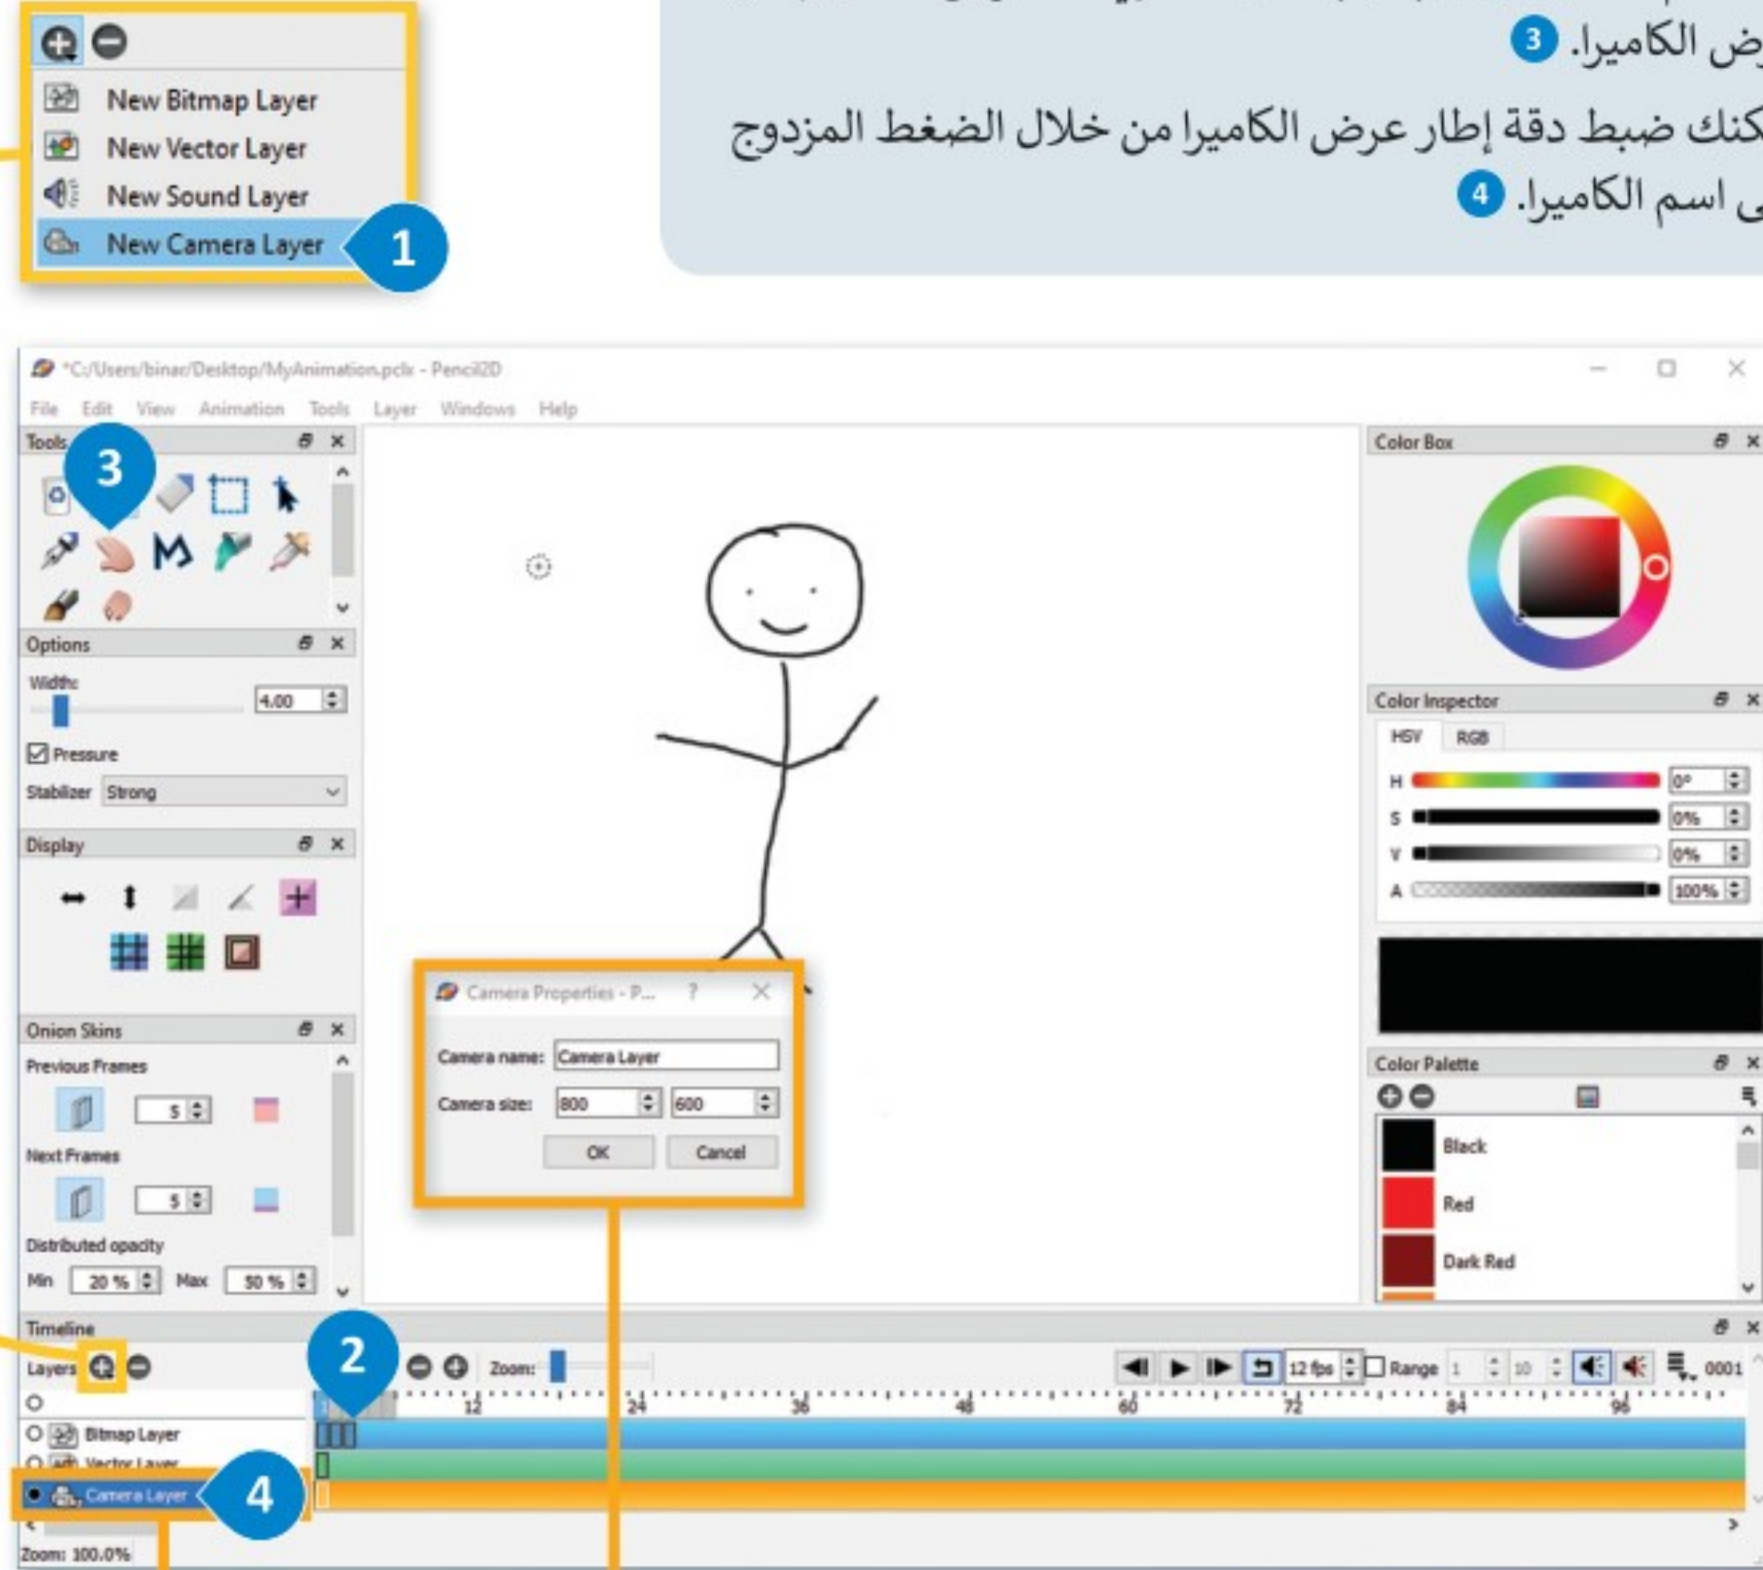 New Bitmap Layer
New Vector Layer
New Sound Layer
New Camera Layer
1
الكاميرا. 3
ضبط دقة إطار عرض الكاميرا من خلال الضغط المزدوج
اسم الكاميرا. 4
*C:/Users/binar/Desktop/MyAnimation.pclx - Pencil2D
File Edit View Animation Tools Layer Windows Help
Tools
3
Options
Width:
4.00
Pressure
Stabilizer Strong
Display
Onion Skins
Previous Frames
5
Next Frames
5
Distributed opacity
Min 20 % Max 50 %
Camera Properties - P... ?
Camera name: Camera Layer
Camera size: 800 600
OK Cancel
Color Box
Color Inspector
HSV RGB
H 0°
S 0%
V 0%
A 100%
Color Palette
Black
Red
Dark Red
Timeline
2
Layers Zoom: 12 fps Range 1 10 0001
1 12 24 36 48 60 72 84 96
Bitmap Layer
Vector Layer
Camera Layer 4
Zoom: 100.0%